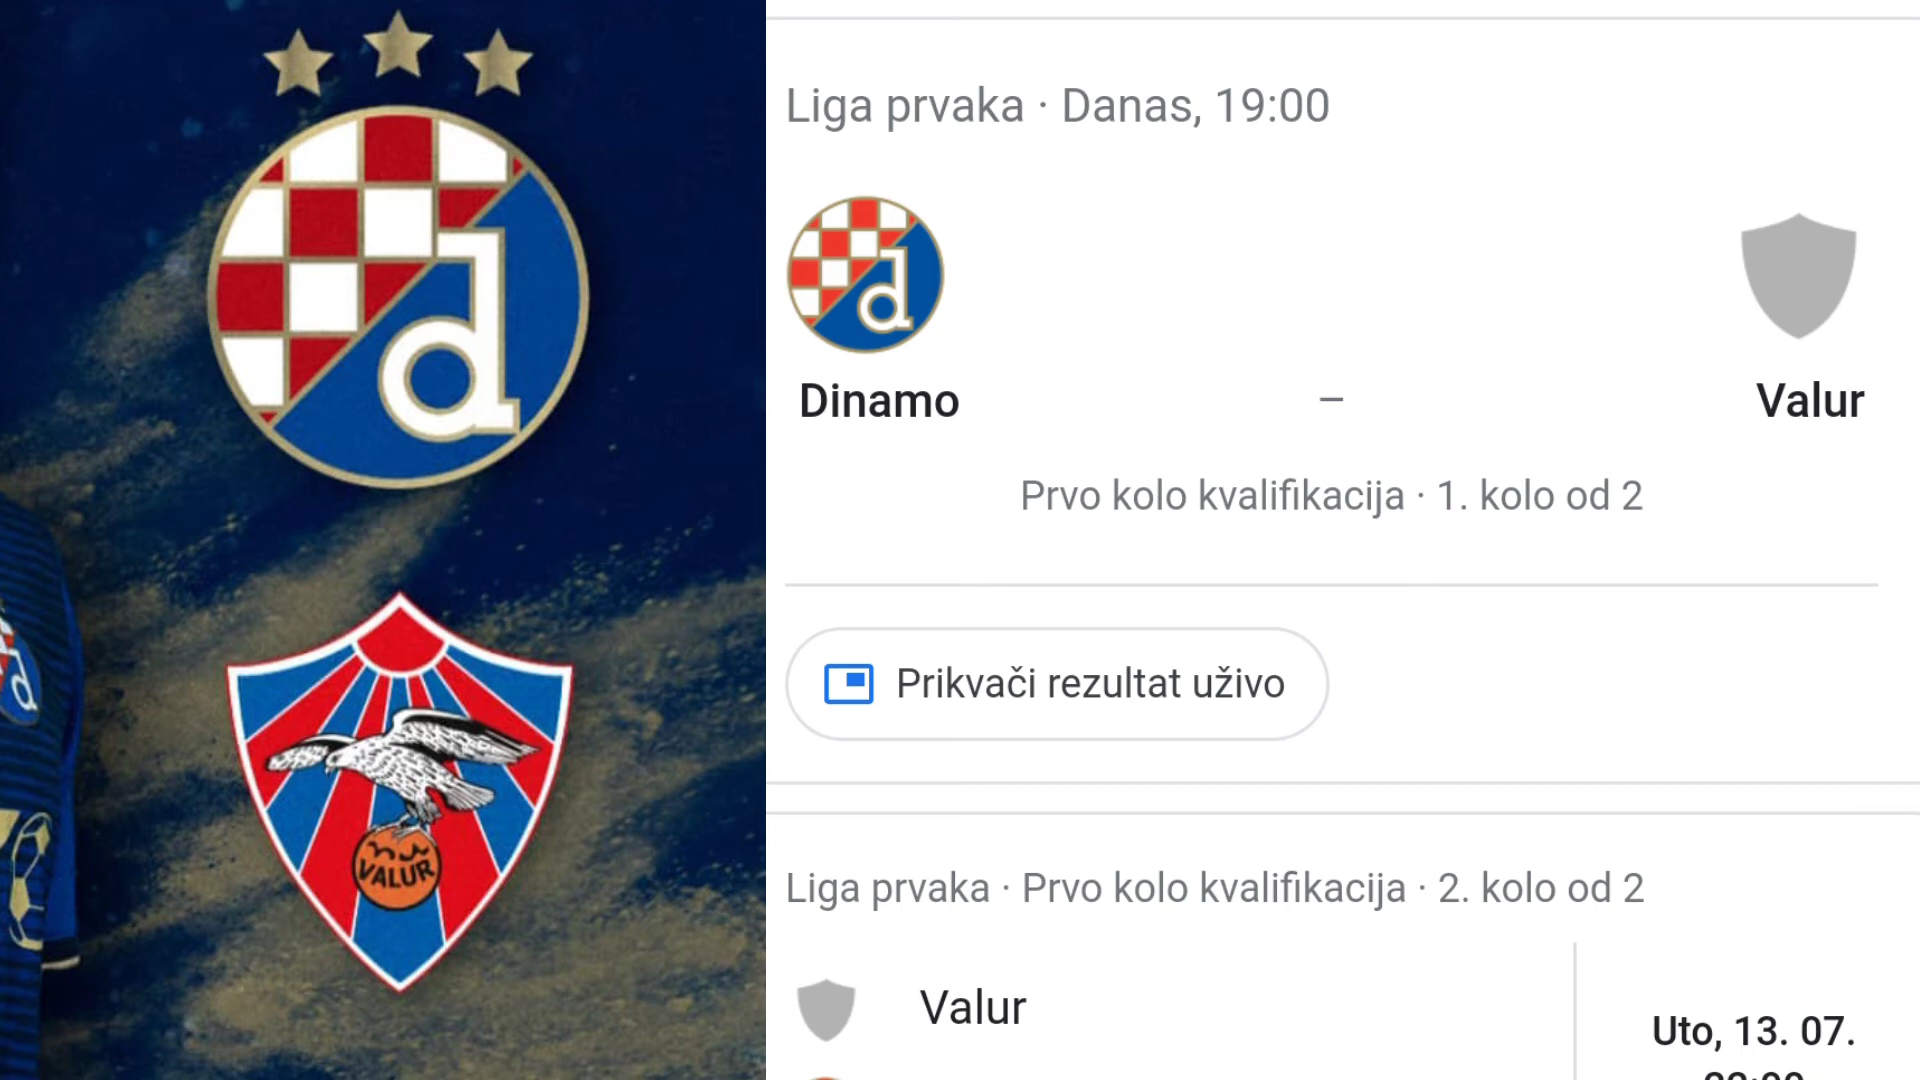 d
VALUR
Liga prvaka · Danas, 19:00
d
Dinamo
–
Valur
Prvo kolo kvalifikacija · 1. kolo od 2
Prikvači rezultat uživo
Liga prvaka · Prvo kolo kvalifikacija · 2. kolo od 2
Valur
Uto, 13. 07.